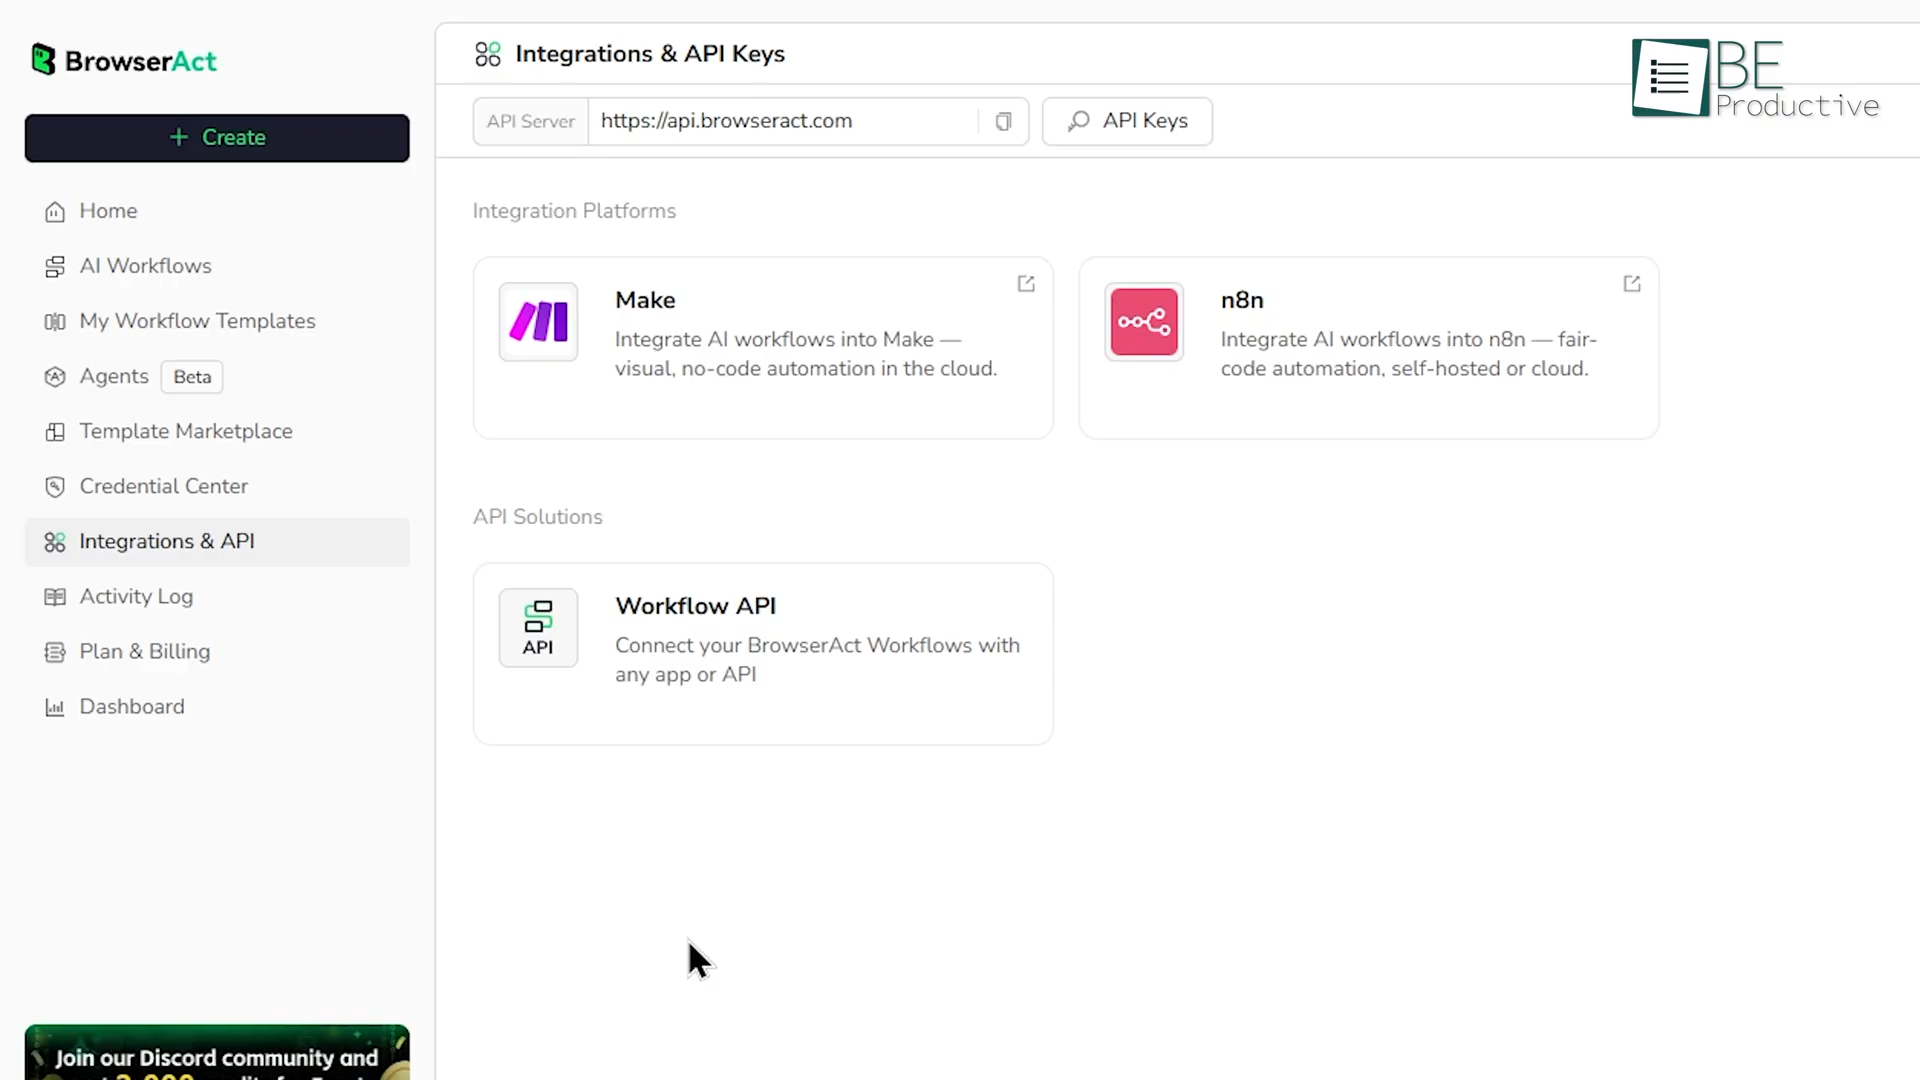 BrowserAct
+ Create
Home
AI Workflows
My Workflow Templates
Agents Beta
Template Marketplace
Credential Center
Integrations & API
Activity Log
Plan & Billing
Dashboard
Join our Discord community and
Integrations & API Keys
API Server https://api.browseract.com API Keys
Integration Platforms
Make
Integrate AI workflows into Make —
visual, no-code automation in the cloud.
n8n
Integrate AI workflows into n8n — fair-
code automation, self-hosted or cloud.
API Solutions
API
Workflow API
Connect your BrowserAct Workflows with
any app or API
BE
Productive